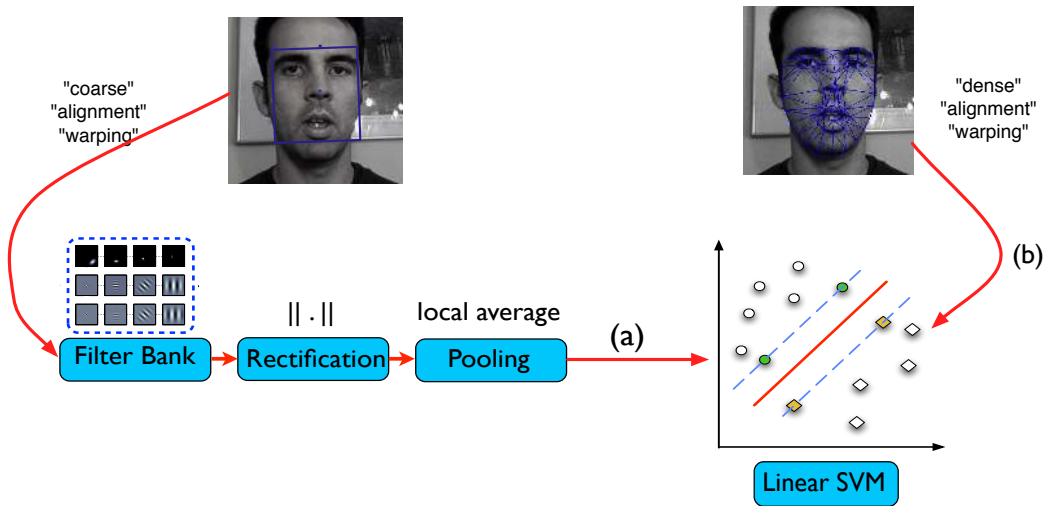 "coarse"
"alignment"
"warping"
"dense"
"alignment"
"warping"
(b)
|| . ||
local average
(a)
Filter Bank
Rectification
Pooling
Linear SVM